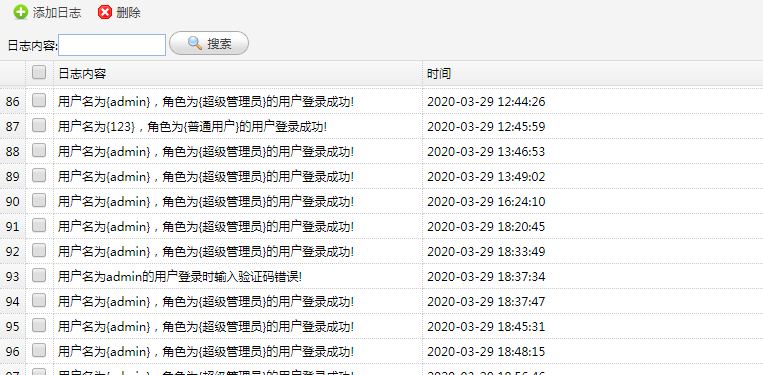 添加日志 删除
日志内容: 搜索
日志内容 时间
86 用户名为{admin}，角色为{超级管理员}的用户登录成功! 2020-03-29 12:44:26
87 用户名为{123}，角色为{普通用户}的用户登录成功! 2020-03-29 12:45:59
88 用户名为{admin}，角色为{超级管理员}的用户登录成功! 2020-03-29 13:46:53
89 用户名为{admin}，角色为{超级管理员}的用户登录成功! 2020-03-29 13:49:02
90 用户名为{admin}，角色为{超级管理员}的用户登录成功! 2020-03-29 16:24:10
91 用户名为{admin}，角色为{超级管理员}的用户登录成功! 2020-03-29 18:20:45
92 用户名为{admin}，角色为{超级管理员}的用户登录成功! 2020-03-29 18:33:49
93 用户名为admin的用户登录时输入验证码错误! 2020-03-29 18:37:34
94 用户名为{admin}，角色为{超级管理员}的用户登录成功! 2020-03-29 18:37:47
95 用户名为{admin}，角色为{超级管理员}的用户登录成功! 2020-03-29 18:45:31
96 用户名为{admin}，角色为{超级管理员}的用户登录成功! 2020-03-29 18:48:15